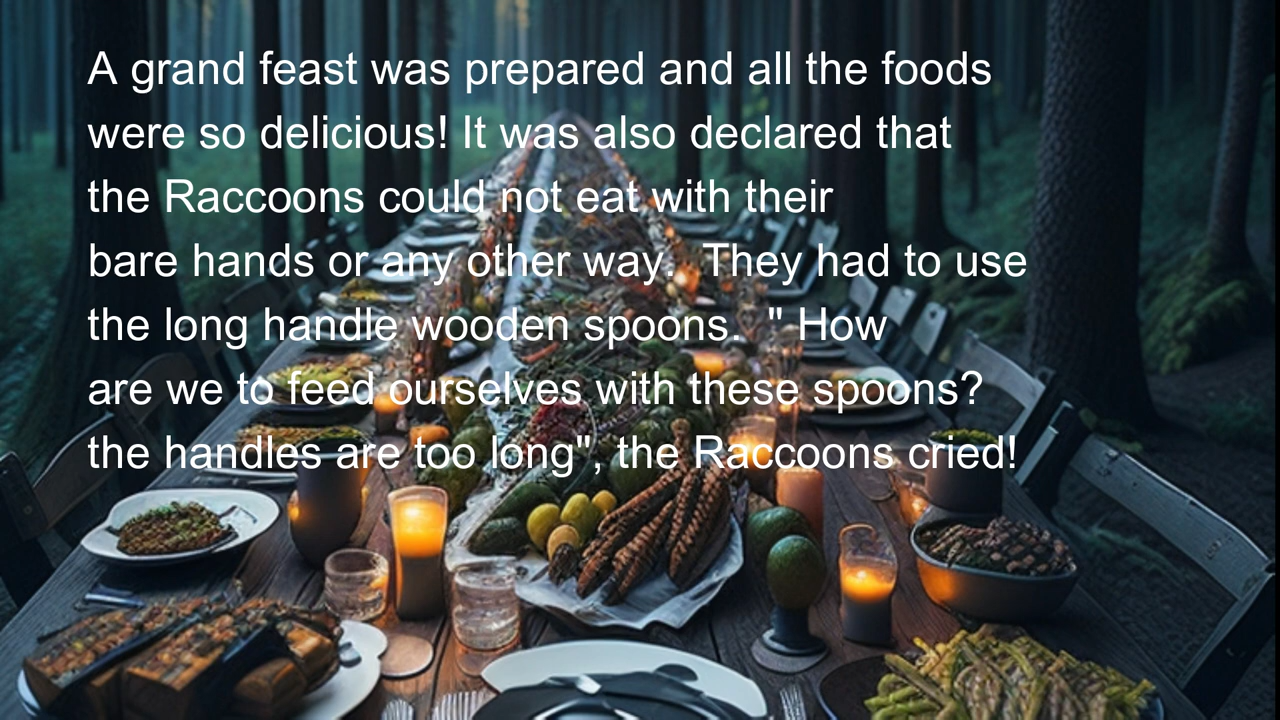 A grand feast was prepared and all the foods
were so delicious! It was also declared that
the Raccoons could not eat with their
bare hands or any other way.  They had to use
the long handle wooden spoons.  " How
are we to feed ourselves with these spoons?
the handles are too long", the Raccoons cried!